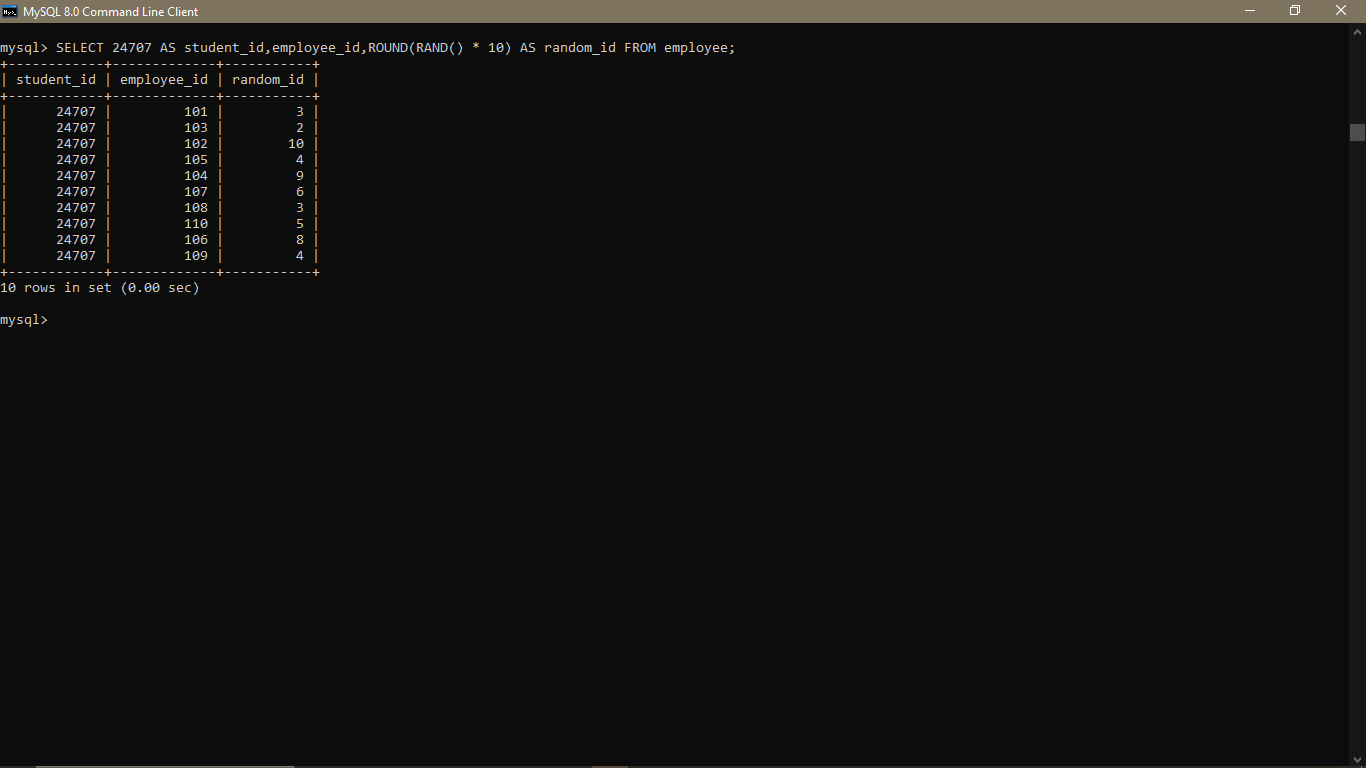 MySQL 8.0 Command Line Client
mysql> SELECT 24707 AS student_id,employee_id,ROUND(RAND() * 10) AS random_id FROM employee;
+------------+-------------+-----------+
| student_id | employee_id | random_id |
+------------+-------------+-----------+
|      24707 |         101 |         3 |
|      24707 |         103 |         2 |
|      24707 |         102 |        10 |
|      24707 |         105 |         4 |
|      24707 |         104 |         9 |
|      24707 |         107 |         6 |
|      24707 |         108 |         3 |
|      24707 |         110 |         5 |
|      24707 |         106 |         8 |
|      24707 |         109 |         4 |
+------------+-------------+-----------+
10 rows in set (0.00 sec)
mysql>